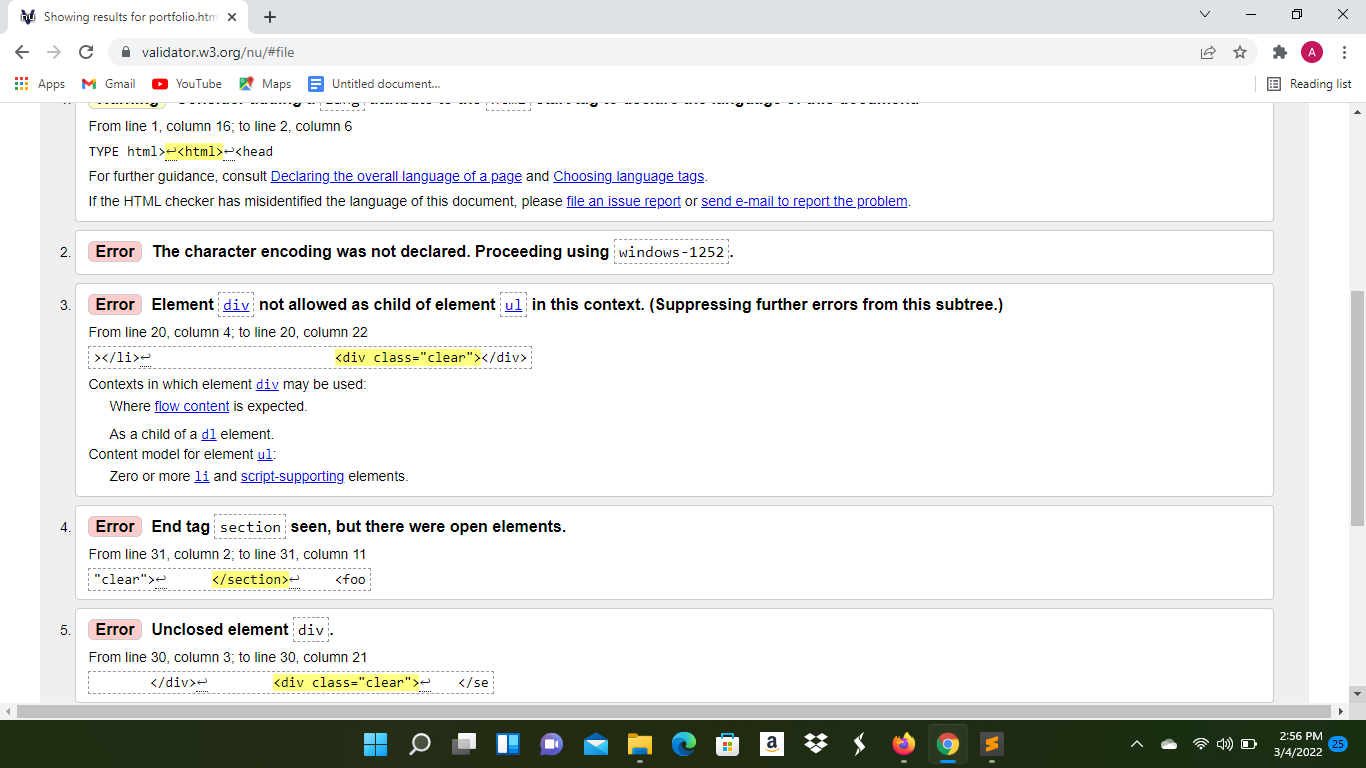 Showing results for portfolio.htm
validator.w3.org/nu/#file
A
Apps
Gmail
YouTube
Maps
Untitled document...
Reading list
From line 1, column 16; to line 2, column 6
TYPE html>↩<html>↩<head
For further guidance, consult Declaring the overall language of a page and Choosing language tags.
If the HTML checker has misidentified the language of this document, please file an issue report or send e-mail to report the problem.
2. Error The character encoding was not declared. Proceeding using windows-1252.
3. Error Element div not allowed as child of element ul in this context. (Suppressing further errors from this subtree.)
From line 20, column 4; to line 20, column 22
></li>↩ <div class="clear"></div>
Contexts in which element div may be used:
Where flow content is expected.
As a child of a dl element.
Content model for element ul:
Zero or more li and script-supporting elements.
4. Error End tag section seen, but there were open elements.
From line 31, column 2; to line 31, column 11
"clear">↩ </section>↩ <foo
5. Error Unclosed element div.
From line 30, column 3; to line 30, column 21
</div>↩ <div class="clear">↩ </se
a
2:56 PM
3/4/2022
25